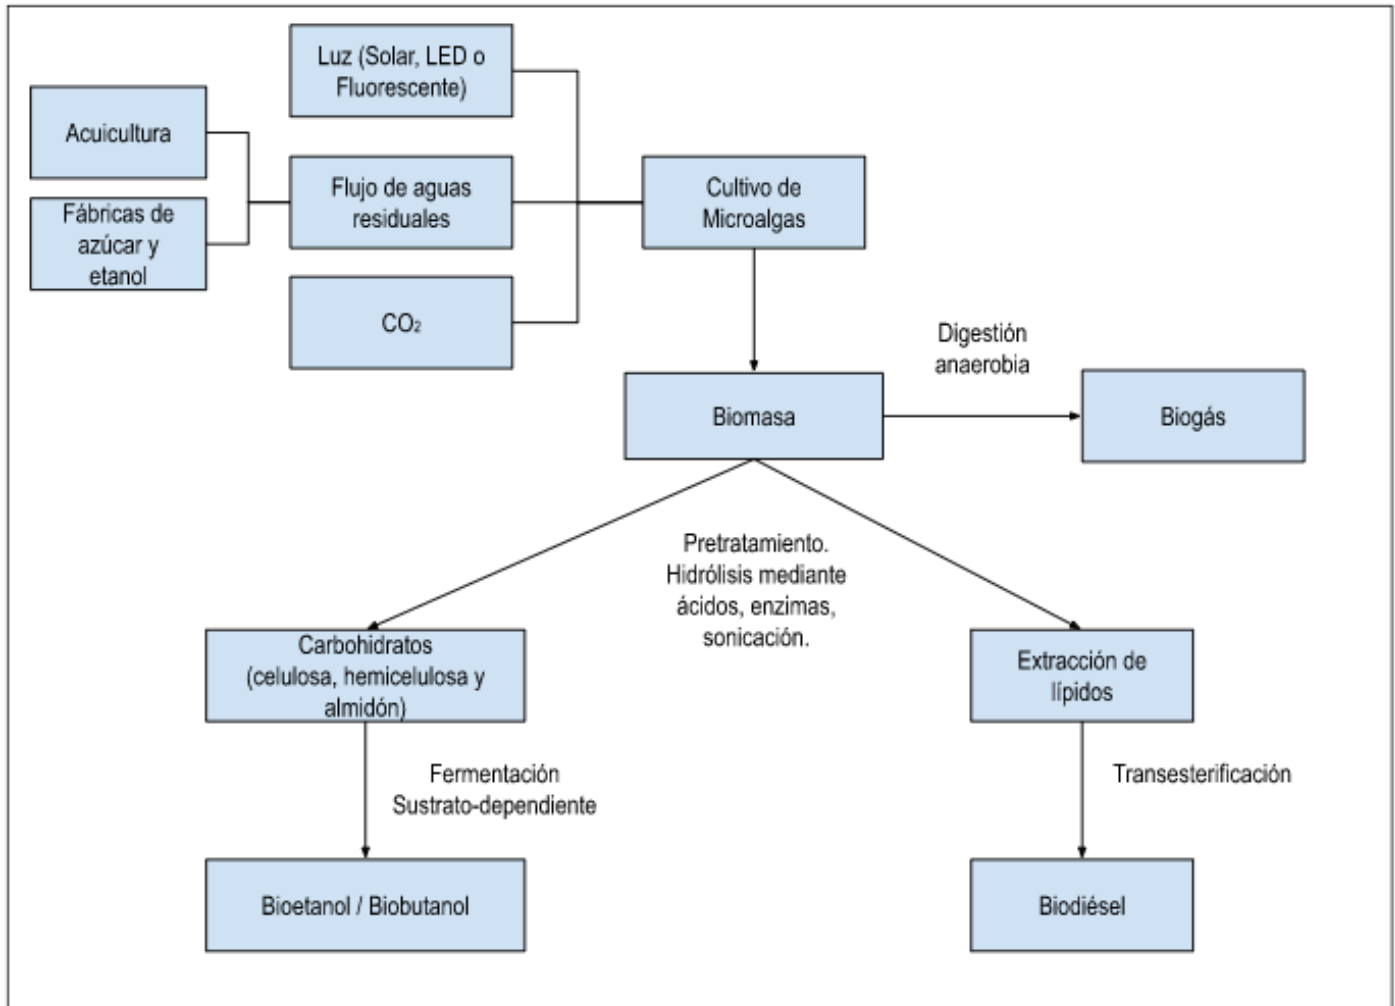 Luz (Solar, LED o
Fluorescente)
Acuicultura
Flujo de aguas
residuales
Cultivo de
Microalgas
Fábricas de
azúcar y
etanol
CO₂
Digestión
anaerobia
Biomasa
Biogás
Pretratamiento.
Hidrólisis mediante
ácidos, enzimas,
sonicación.
Carbohidratos
(celulosa, hemicelulosa y
almidón)
Extracción de
lípidos
Fermentación
Sustrato-dependiente
Transesterificación
Bioetanol / Biobutanol
Biodiésel